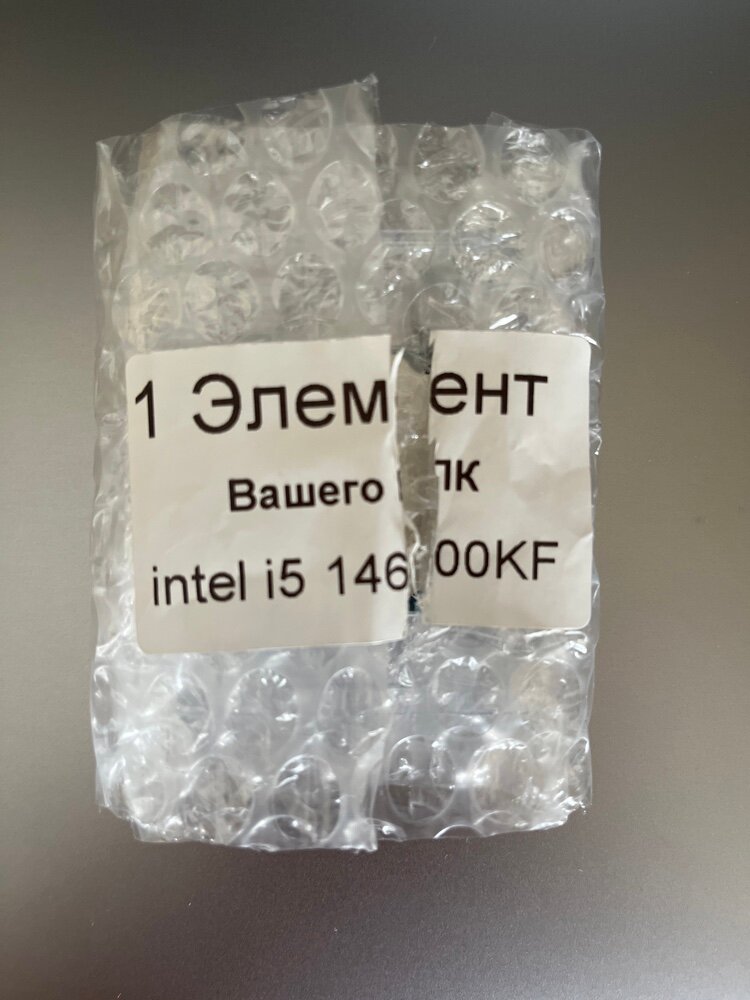 1 Элемент
Вашего ПК
intel i5 14600KF